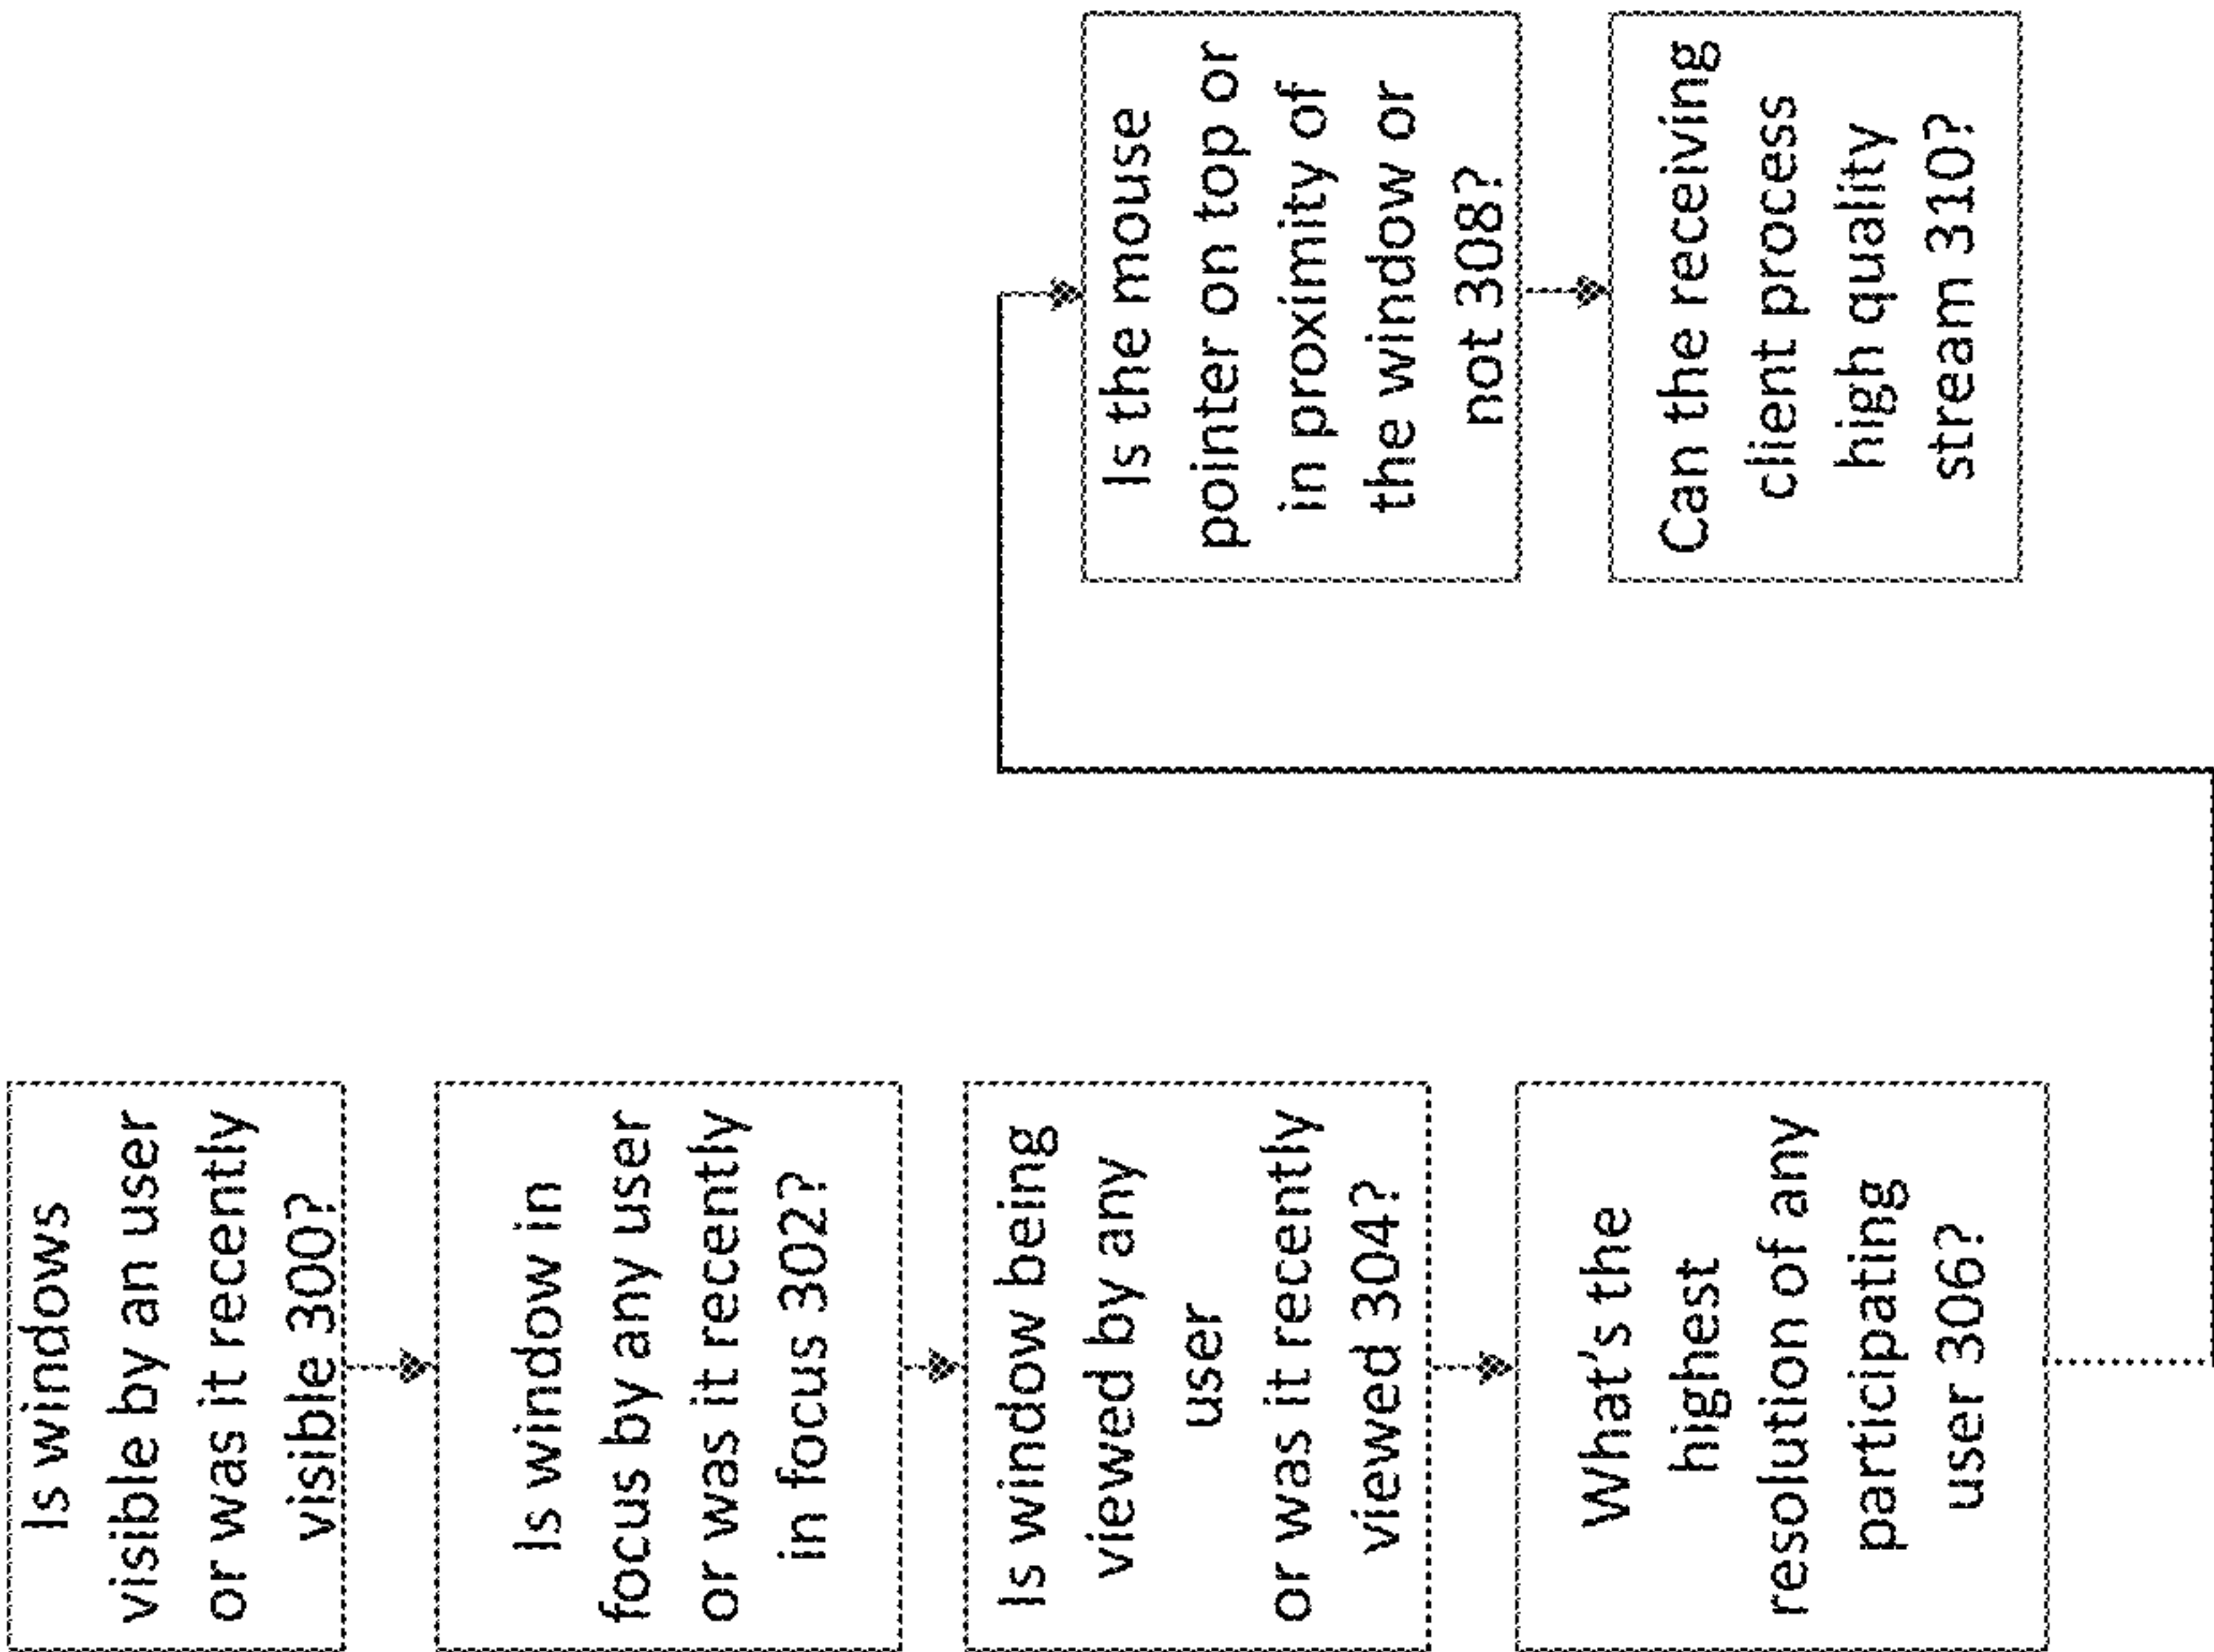 Is windows
visible by an user
or was it recently
visible 300?
Is window in
focus by any user
or was it recently
in focus 302?
Is window being
viewed by any
user
or was it recently
viewed 304?
What's the
highest
resolution of any
participating
user 306?
Is the mouse
pointer on top or
in proximity of
the window or
not 308?
Can the receiving
client process
high quality
stream 310?